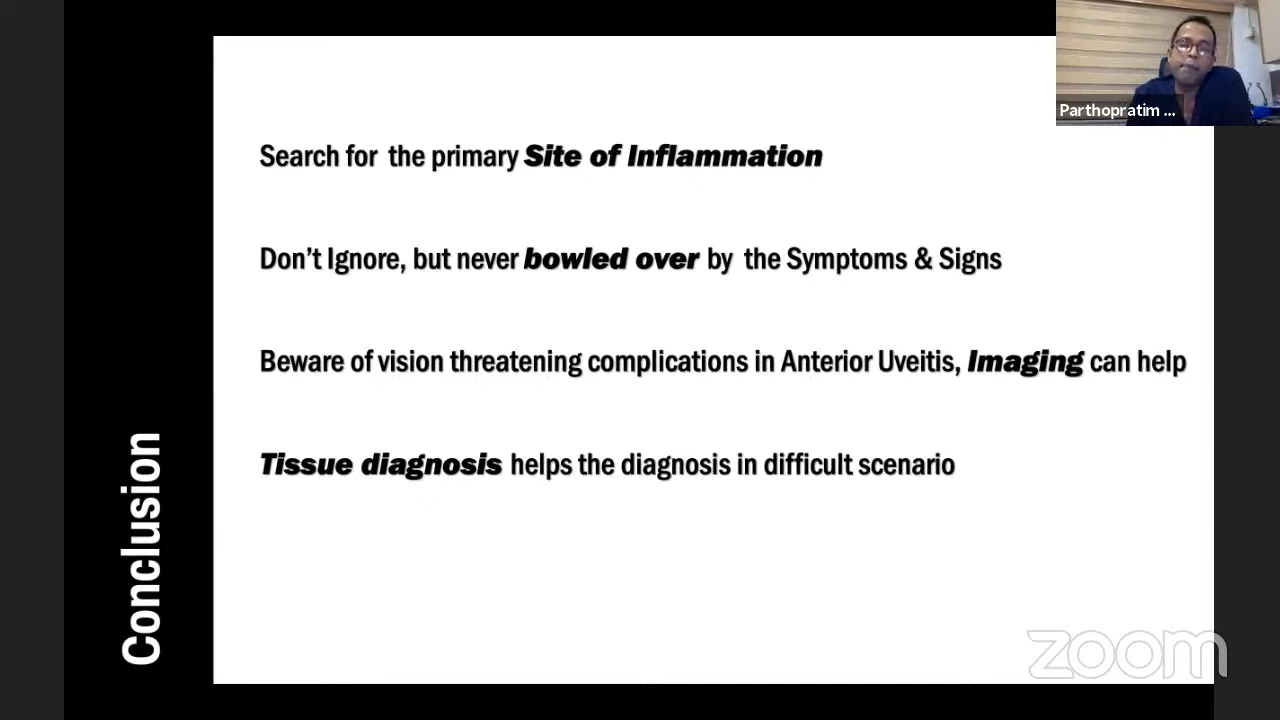 Parthopratim ...
Search for the primary Site of Inflammation
Don't Ignore, but never bowled over by the Symptoms & Signs
Beware of vision threatening complications in Anterior Uveitis, Imaging can help
Tissue diagnosis helps the diagnosis in difficult scenario
Conclusion
zoom